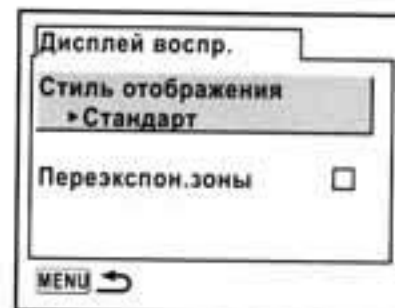 Дисплей воспр.
Стиль отображения
▸Стандарт
Переэкспон.зоны
MENU